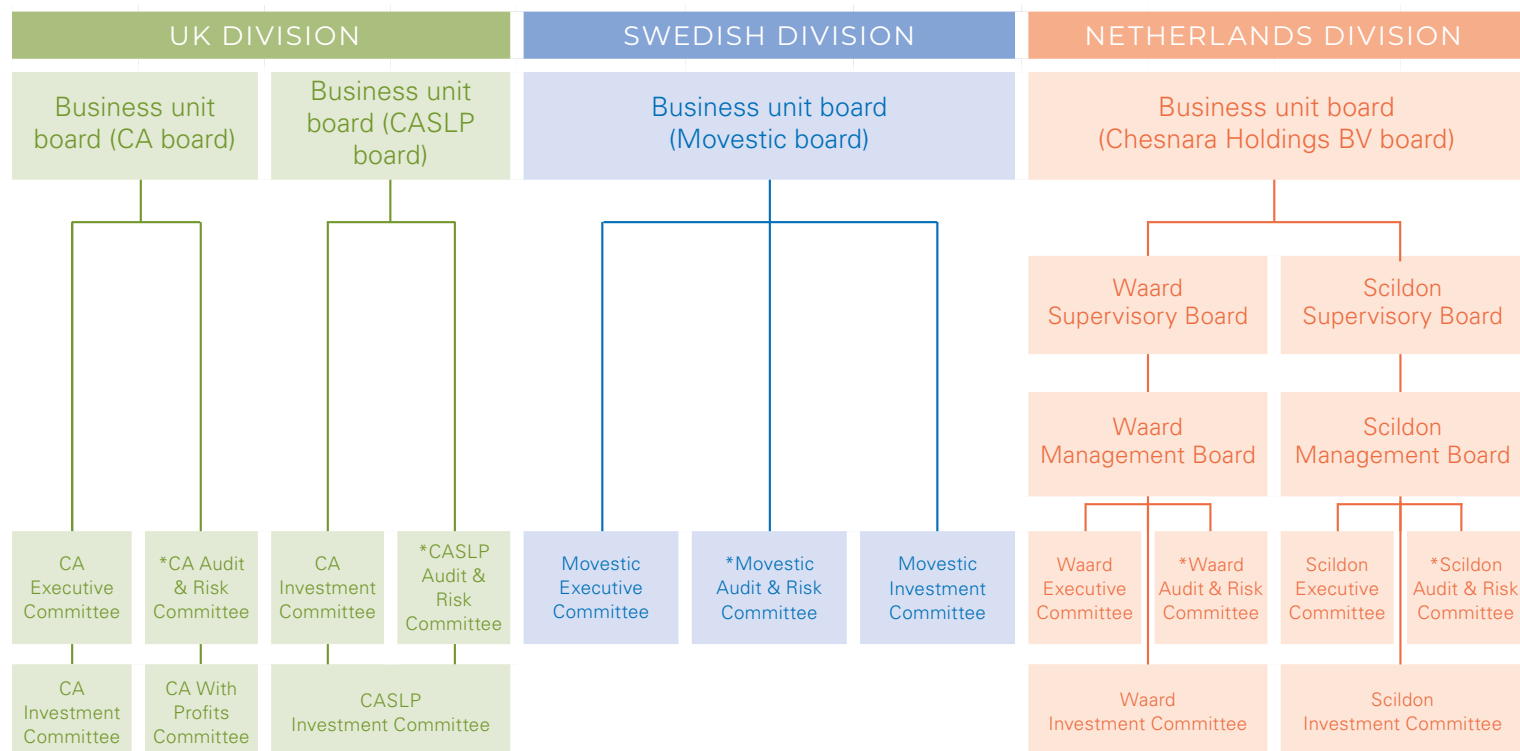 UK DIVISION
SWEDISH DIVISION
NETHERLANDS DIVISION
Business unit
board (CA board)
Business unit
board (CASLP
board)
Business unit board
(Movestic board)
Business unit board
(Chesnara Holdings BV board)
Waard
Supervisory Board
Scildon
Supervisory Board
Waard
Management Board
Scildon
Management Board
CA
Executive
Committee
*CA Audit
& Risk
Committee
CA
Investment
Committee
*CASLP
Audit &
Risk
Committee
Movestic
Executive
Committee
*Movestic
Audit & Risk
Committee
Movestic
Investment
Committee
Waard
Executive
Committee
*Waard
Audit & Risk
Committee
Scildon
Executive
Committee
*Scildon
Audit & Risk
Committee
CA
Investment
Committee
CA With
Profits
Committee
CASLP
Investment Committee
Waard
Investment Committee
Scildon
Investment Committee